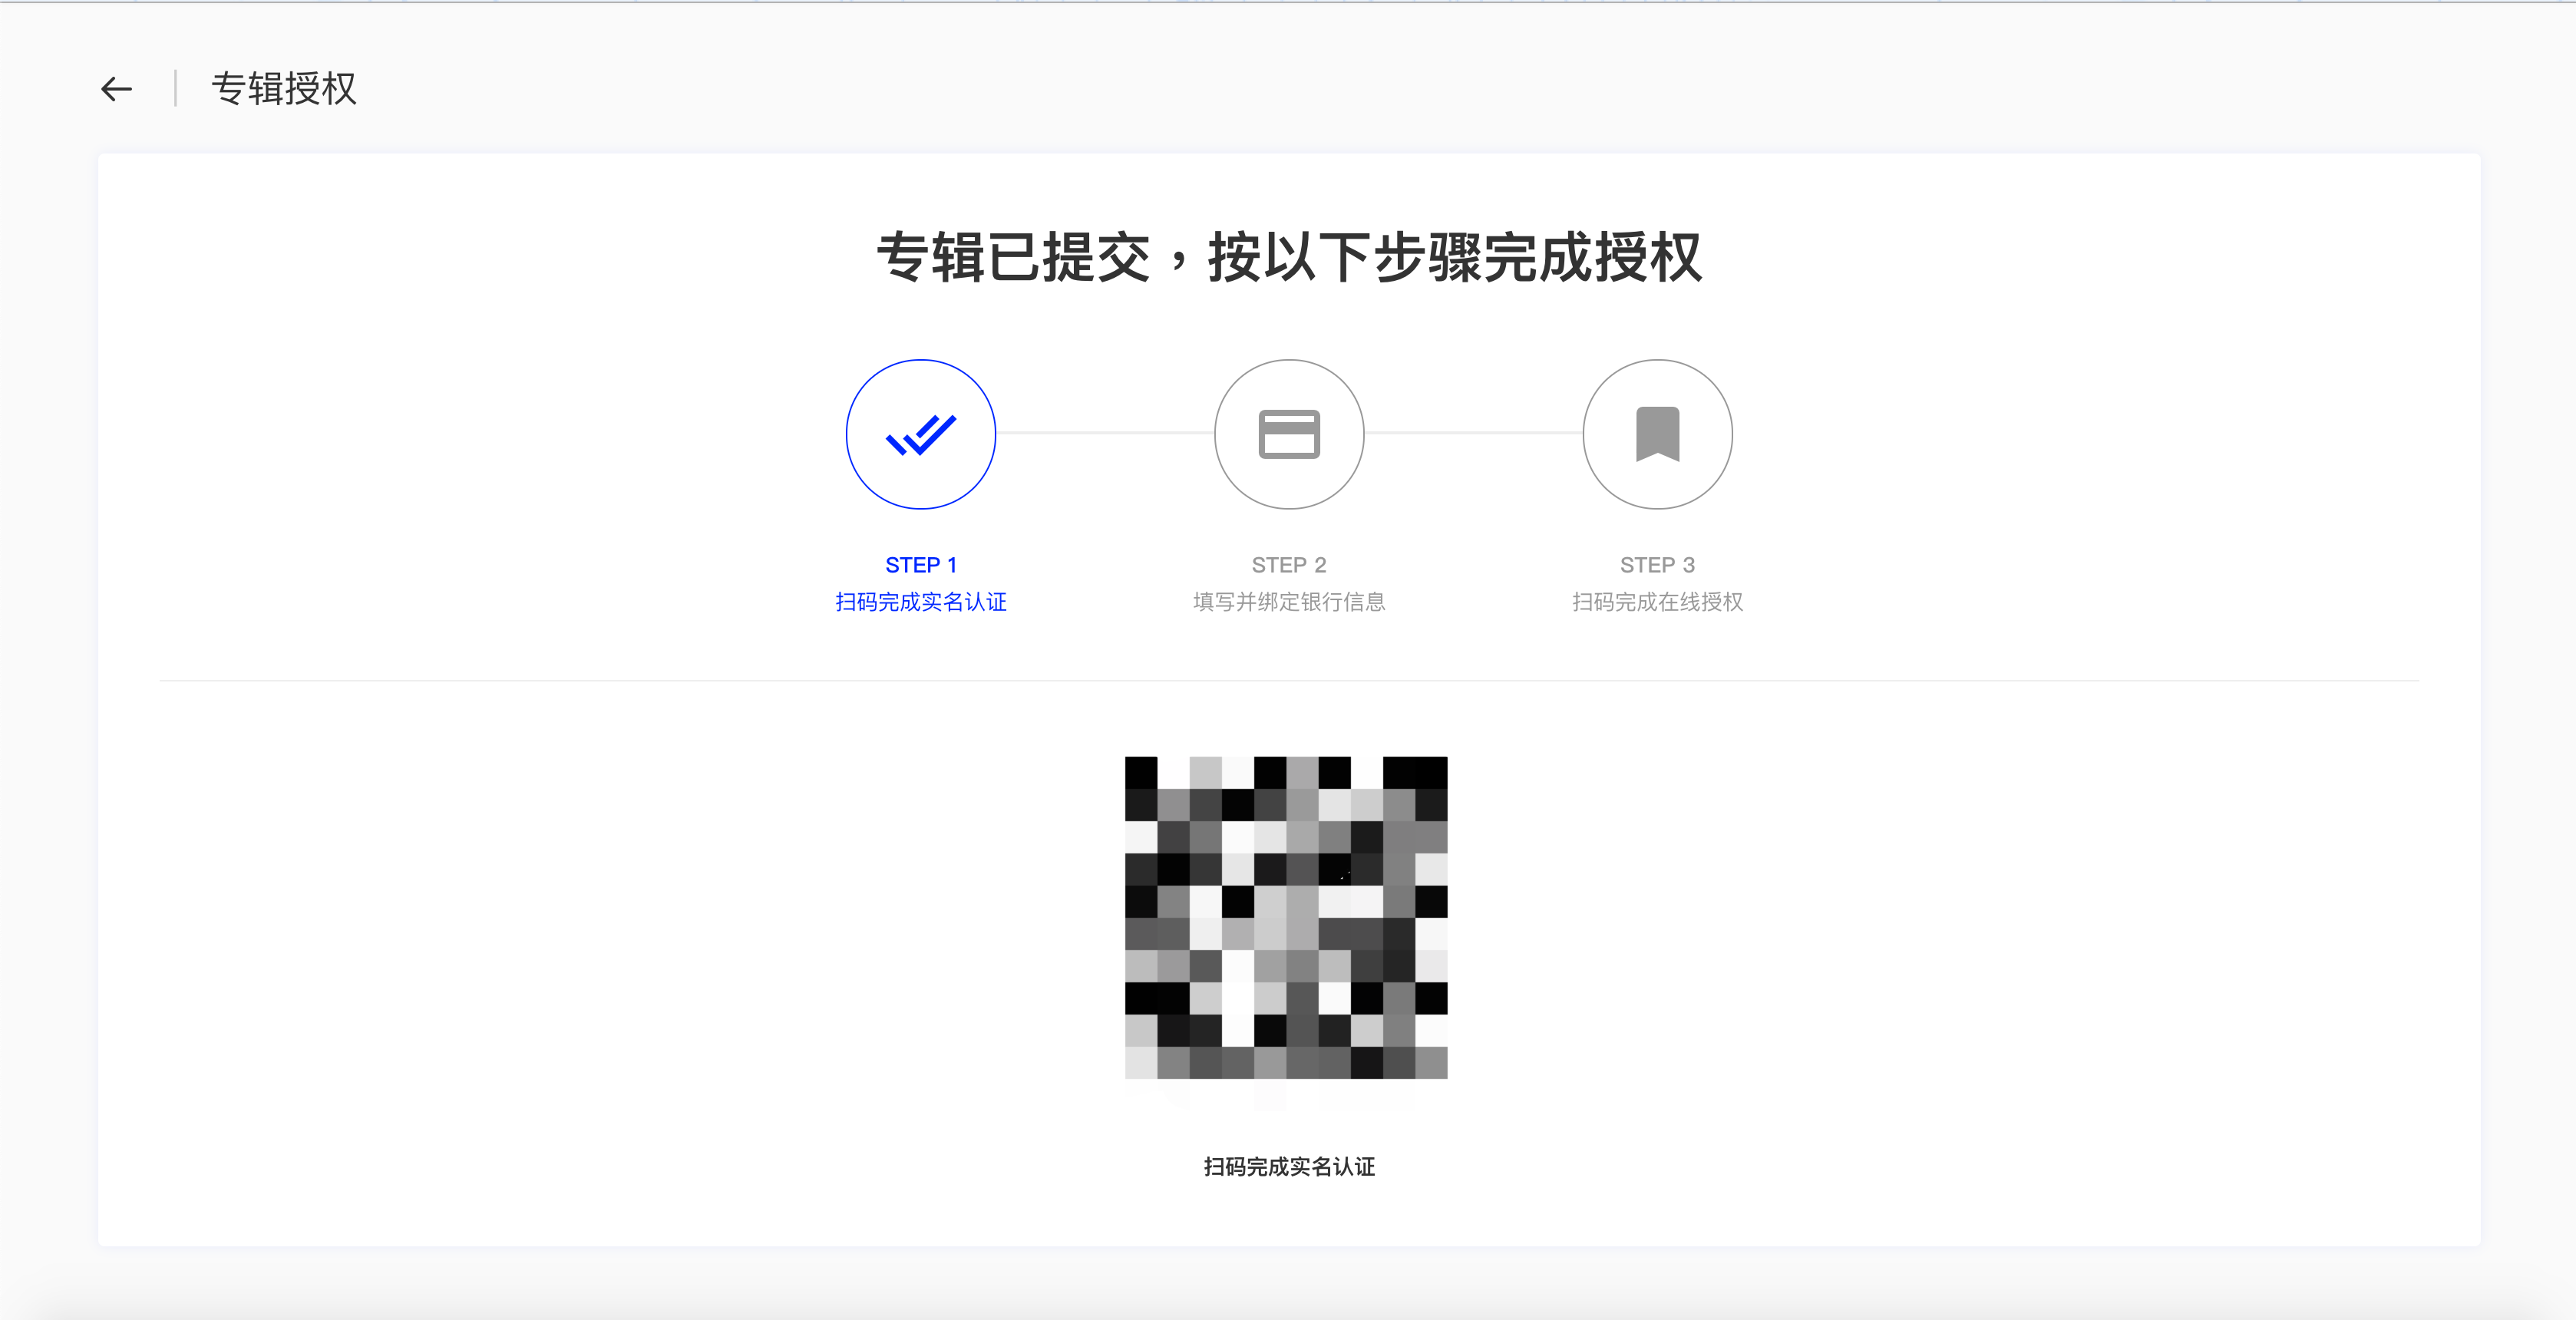 专辑授权
专辑已提交，按以下步骤完成授权
STEP 1
扫码完成实名认证
STEP 2
填写并绑定银行信息
STEP 3
扫码完成在线授权
扫码完成实名认证